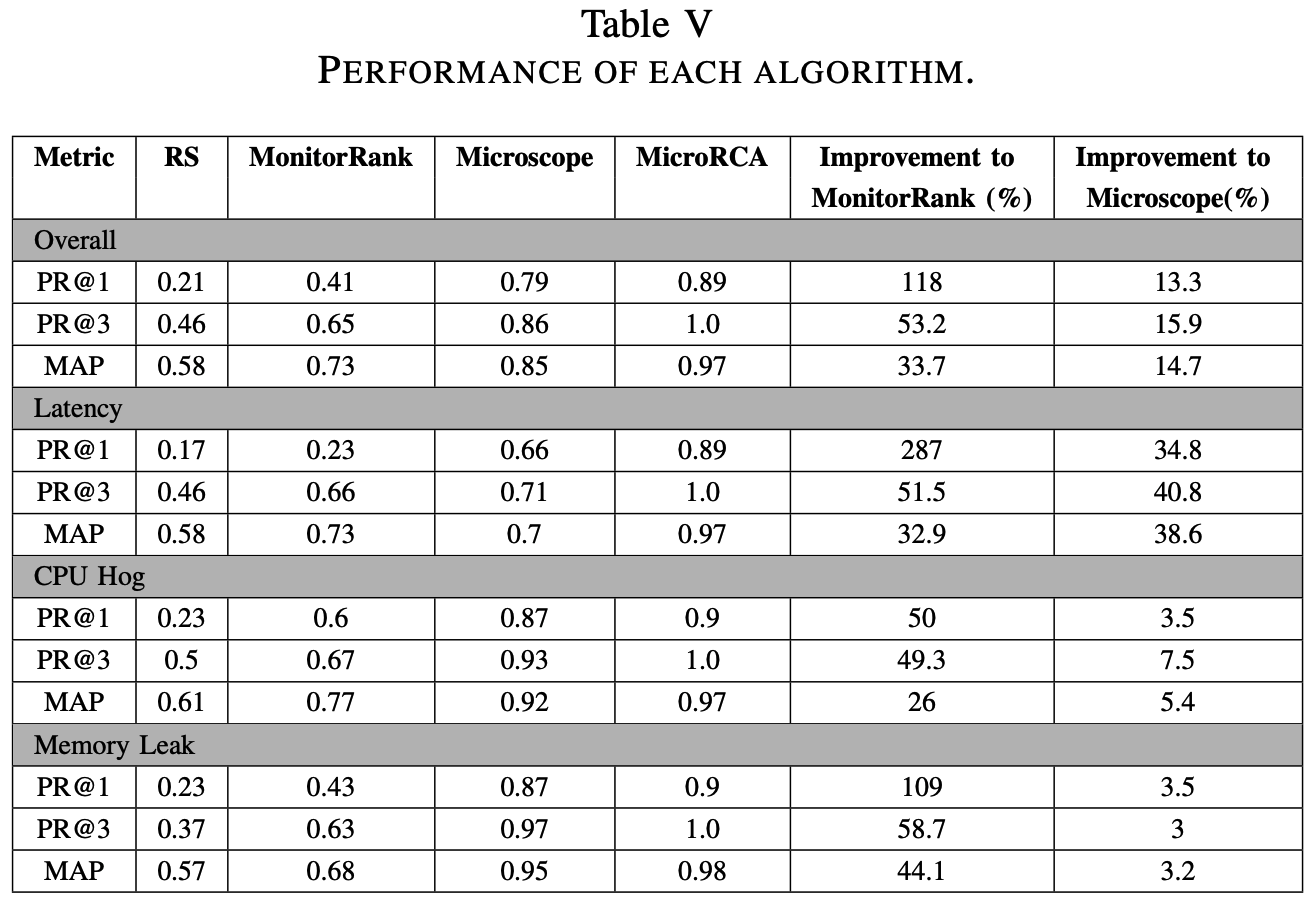 Table V
PERFORMANCE OF EACH ALGORITHM.
Metric RS MonitorRank Microscope MicroRCA Improvement to MonitorRank (%) Improvement to Microscope(%)
Overall
PR@1 0.21 0.41 0.79 0.89 118 13.3
PR@3 0.46 0.65 0.86 1.0 53.2 15.9
MAP 0.58 0.73 0.85 0.97 33.7 14.7
Latency
PR@1 0.17 0.23 0.66 0.89 287 34.8
PR@3 0.46 0.66 0.71 1.0 51.5 40.8
MAP 0.58 0.73 0.7 0.97 32.9 38.6
CPU Hog
PR@1 0.23 0.6 0.87 0.9 50 3.5
PR@3 0.5 0.67 0.93 1.0 49.3 7.5
MAP 0.61 0.77 0.92 0.97 26 5.4
Memory Leak
PR@1 0.23 0.43 0.87 0.9 109 3.5
PR@3 0.37 0.63 0.97 1.0 58.7 3
MAP 0.57 0.68 0.95 0.98 44.1 3.2